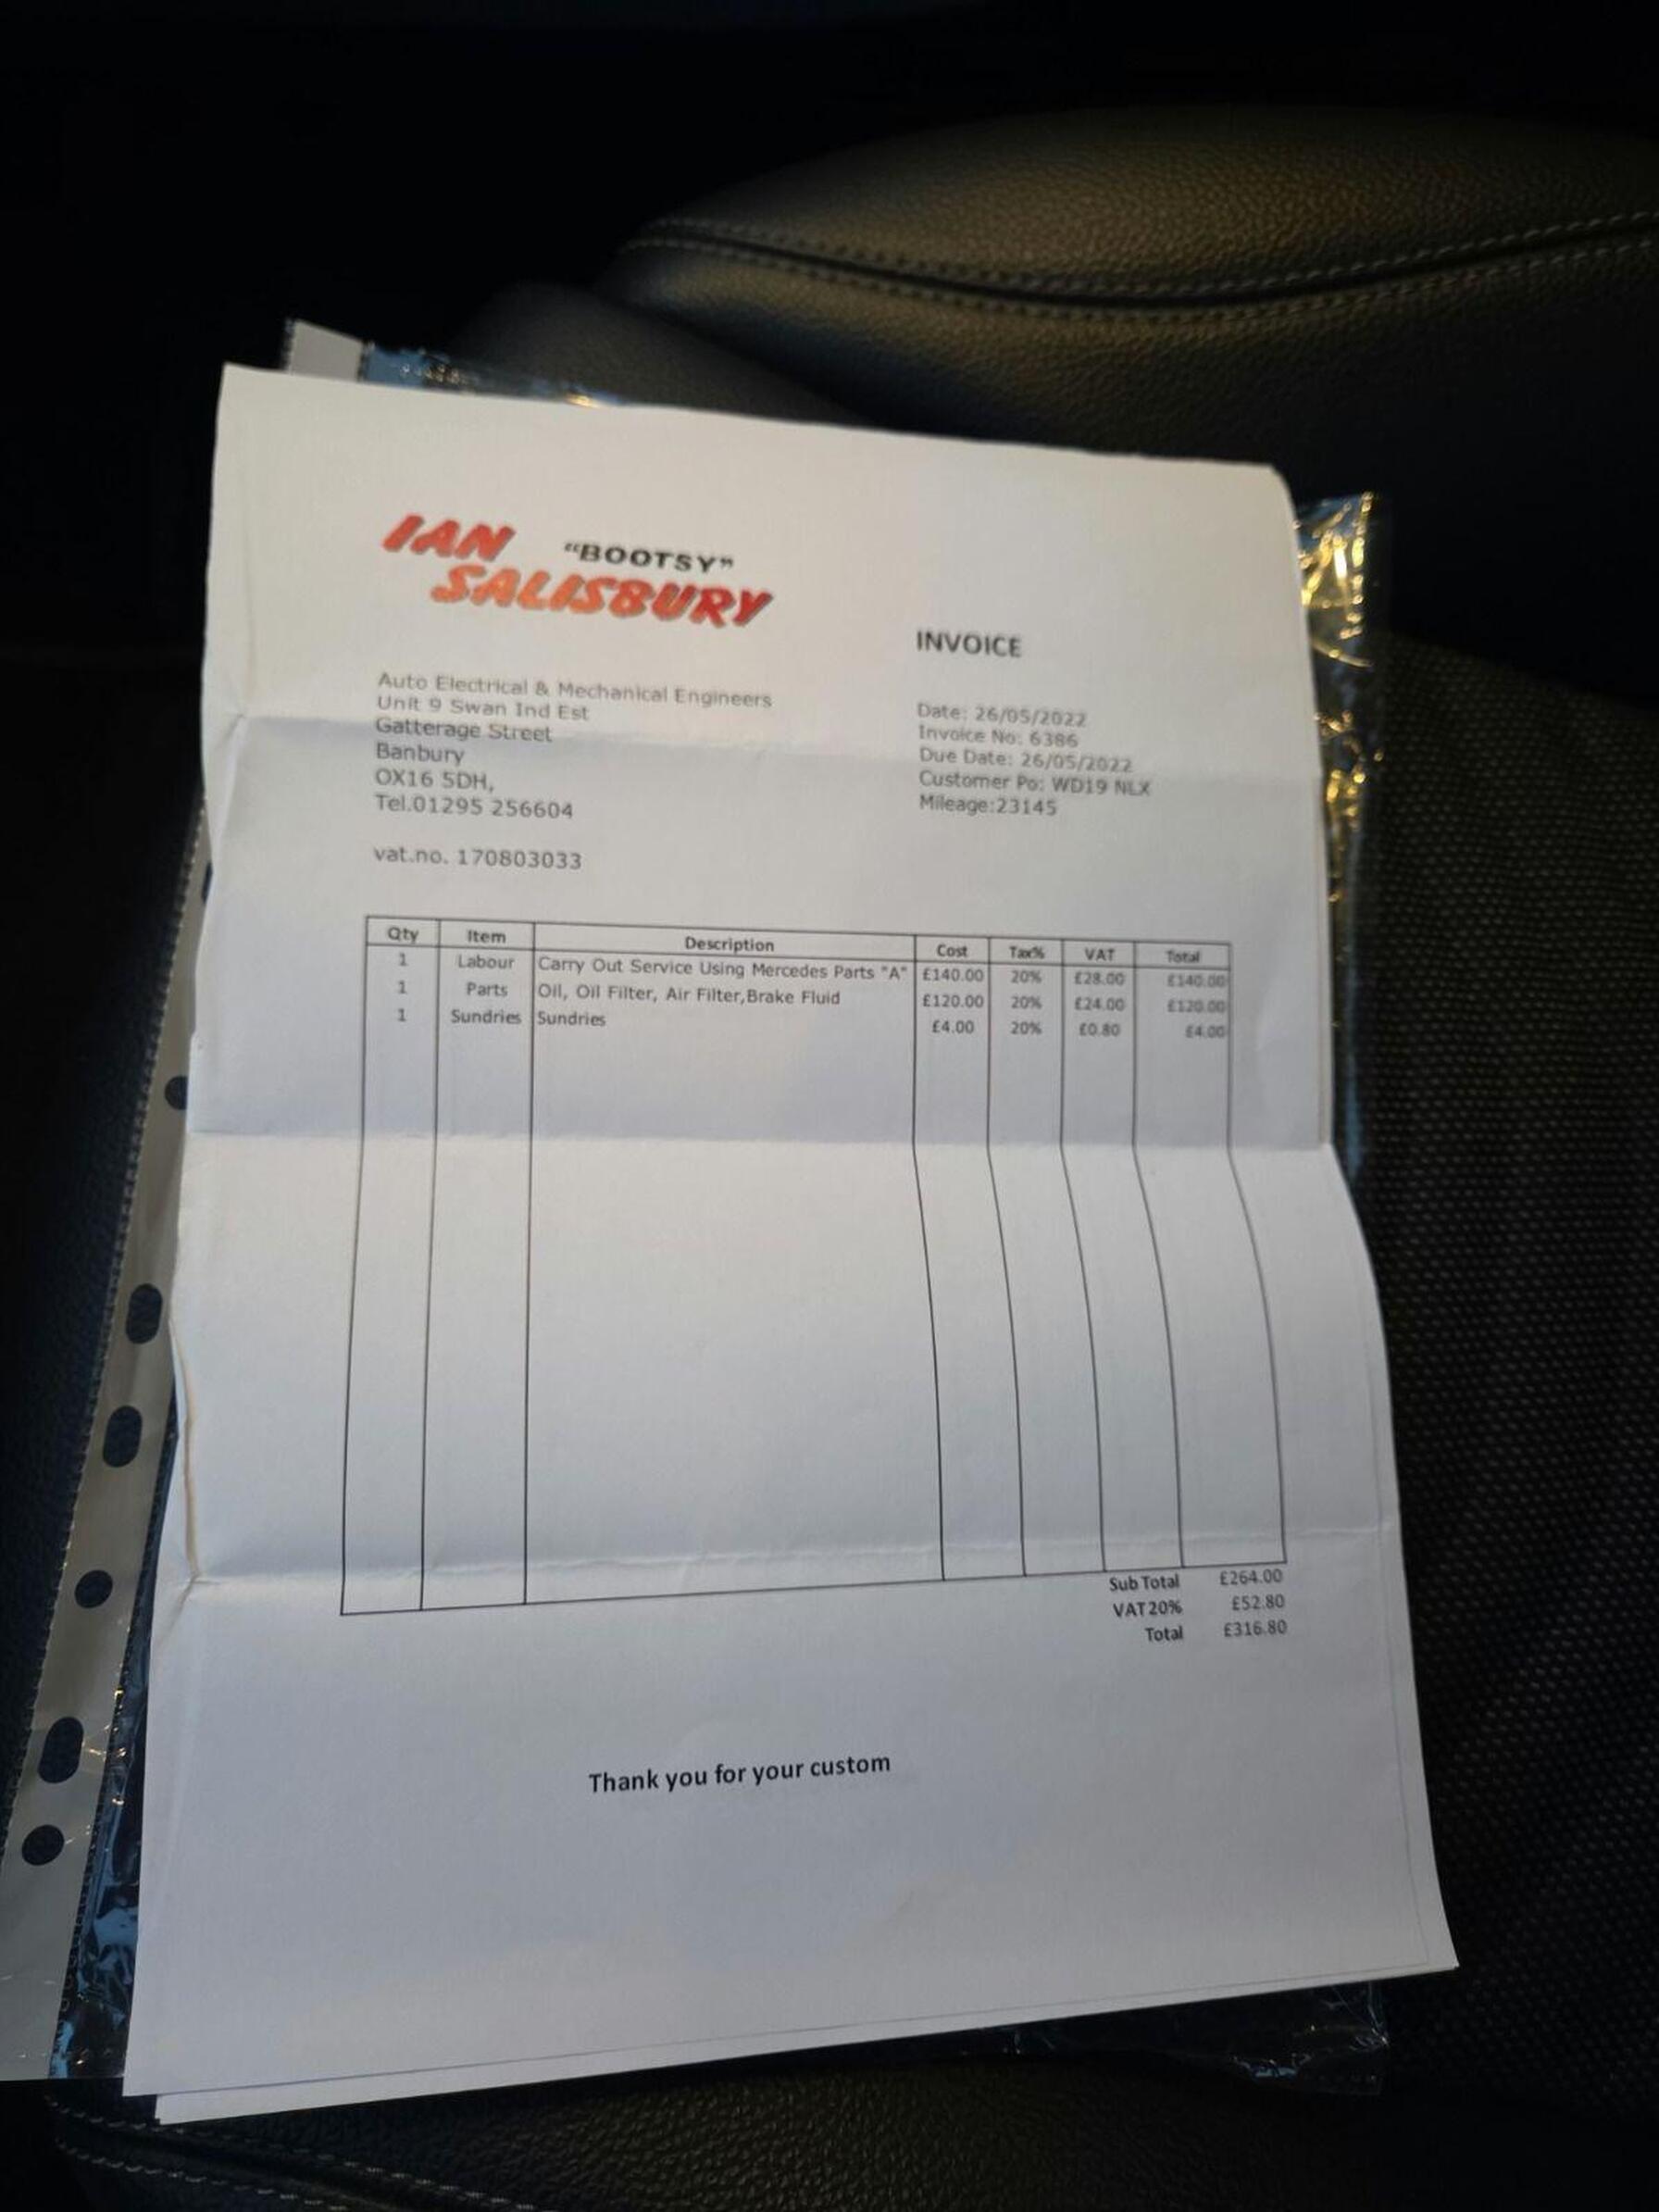 IAN "BOOTSY"
SALISBURY
INVOICE
Auto Electrical & Mechanical Engineers
Unit 9 Swan Ind Est
Gatterage Street
Banbury
OX16 5DH,
Tel.01295 256604
vat.no. 170803033
Date: 26/05/2022
Invoice No: 6386
Due Date: 26/05/2022
Customer Po: WD19 NLX
Mileage:23145
Qty Item Description Cost Tax% VAT Total
1 Labour Carry Out Service Using Mercedes Parts "A" £140.00 20% £28.00 £140.00
1 Parts Oil, Oil Filter, Air Filter,Brake Fluid £120.00 20% £24.00 £120.00
1 Sundries Sundries £4.00 20% £0.80 £4.00
Sub Total £264.00
VAT20% £52.80
Total £316.80
Thank you for your custom